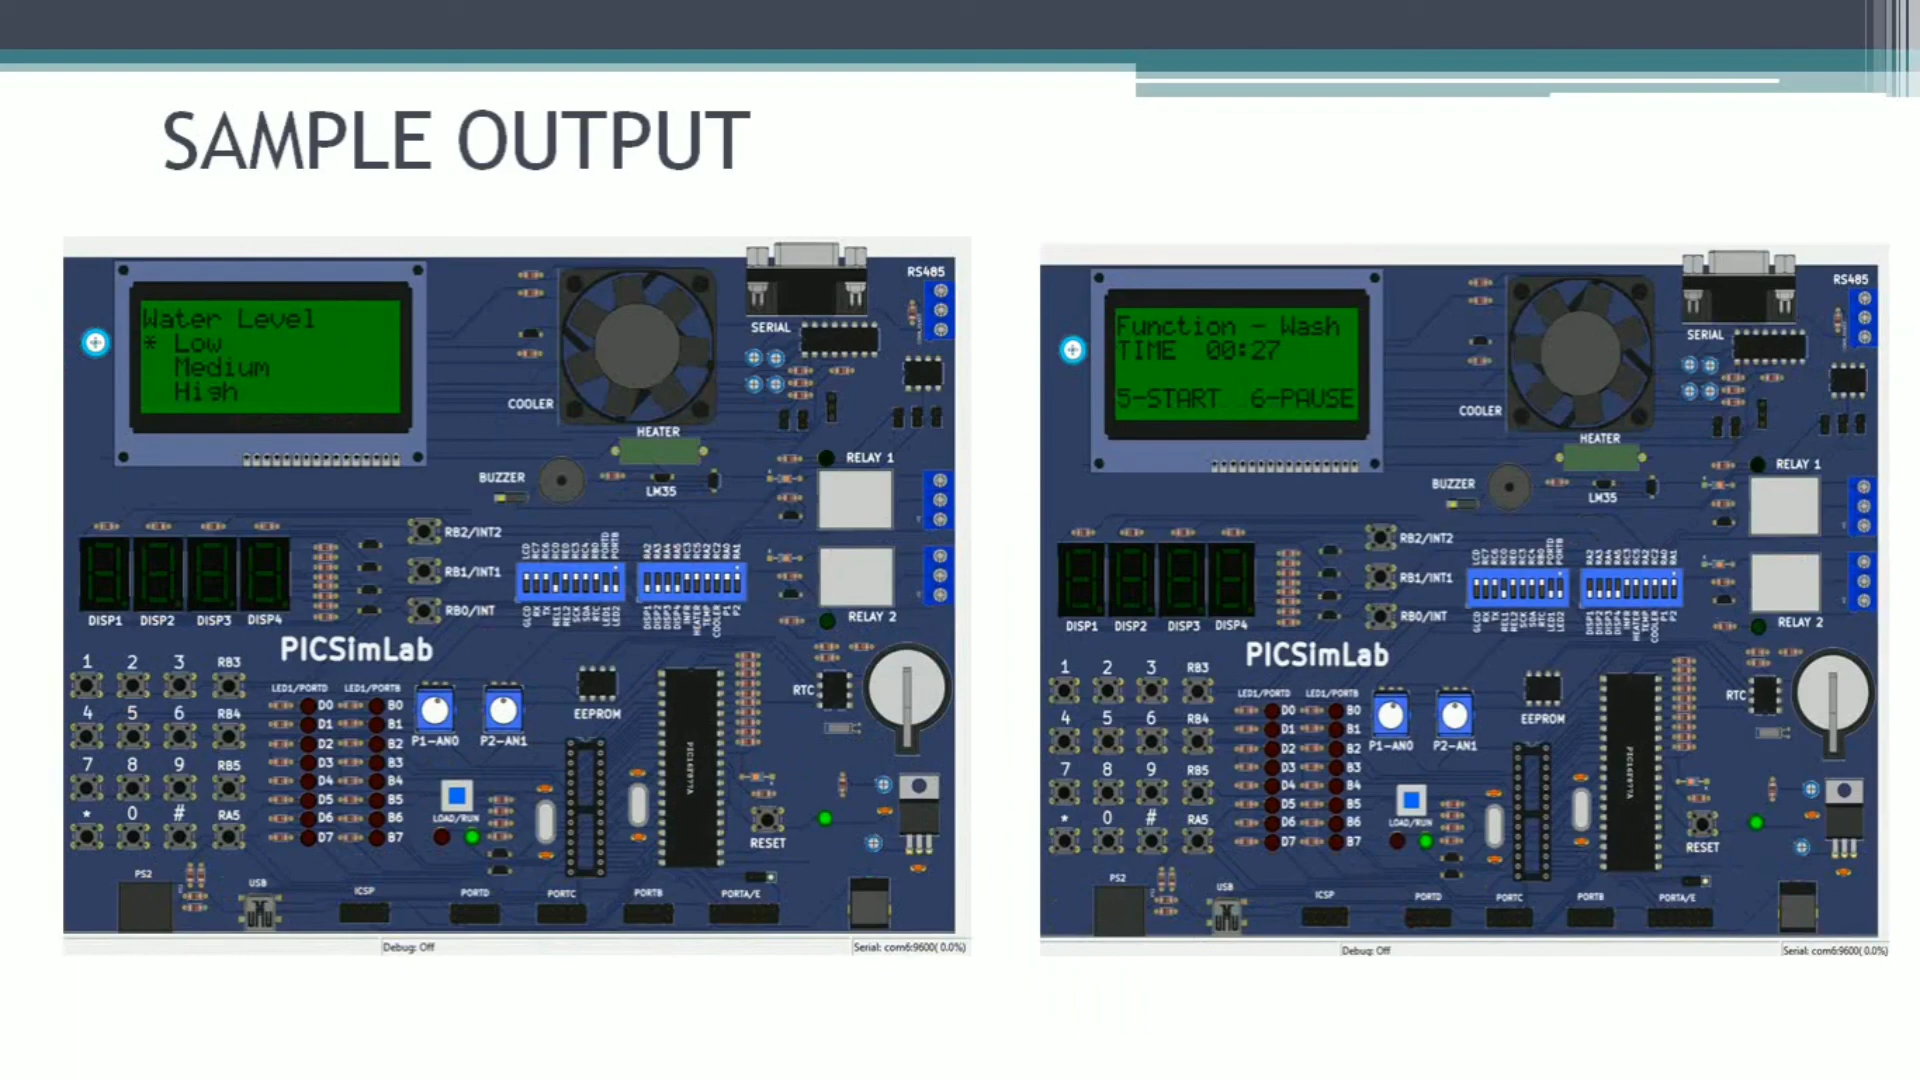 SAMPLE OUTPUT
Water Level
* Low
Medium
High
COOLER
SERIAL
RS485
HEATER
BUZZER
LM35
RELAY 1
RELAY 2
RB2/INT2
RB1/INT1
RB0/INT
DISP1 DISP2 DISP3 DISP4
PICSimLab
1 2 3 RB3
4 5 6 RB4
7 8 9 RB5
* 0 # RA5
LED1/PORTD LED1/PORTB
D0 B0
D1 B1
D2 B2
D3 B3
D4 B4
D5 B5
D6 B6
D7 B7
P1-AN0 P2-AN1
EEPROM
RTC
LOAD/RUN
RESET
PS2
USB
ICSP
PORTD
PORTC
PORTB
PORTA/E
Debug: Off
Serial: com6:9600( 0.0%)
Function - Wash
TIME 00:27
5-START 6-PAUSE
COOLER
SERIAL
RS485
HEATER
BUZZER
LM35
RELAY 1
RELAY 2
RB2/INT2
RB1/INT1
RB0/INT
DISP1 DISP2 DISP3 DISP4
PICSimLab
1 2 3 RB3
4 5 6 RB4
7 8 9 RB5
* 0 # RA5
LED1/PORTD LED1/PORTB
D0 B0
D1 B1
D2 B2
D3 B3
D4 B4
D5 B5
D6 B6
D7 B7
P1-AN0 P2-AN1
EEPROM
RTC
LOAD/RUN
RESET
PS2
USB
ICSP
PORTD
PORTC
PORTB
PORTA/E
Debug: Off
Serial: com6:9600( 0.0%)